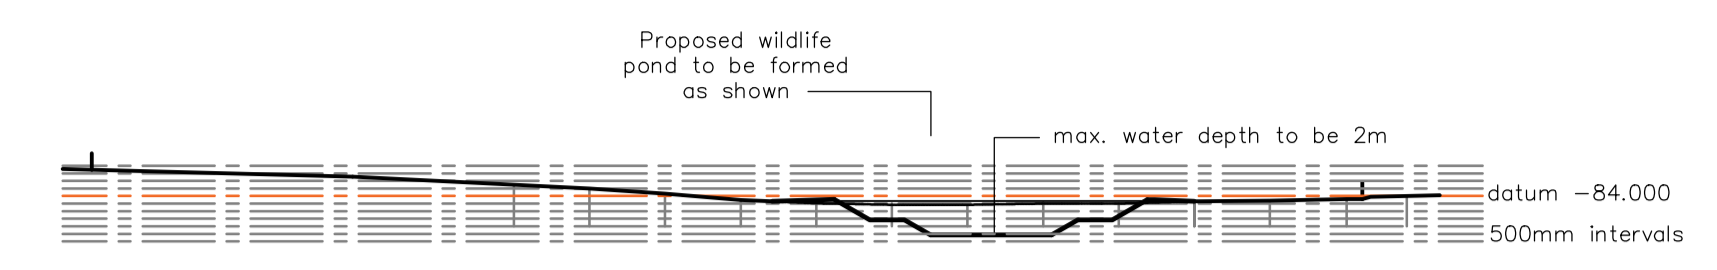 Proposed wildlife
pond to be formed
as shown
max. water depth to be 2m
datum -84.000
500mm intervals